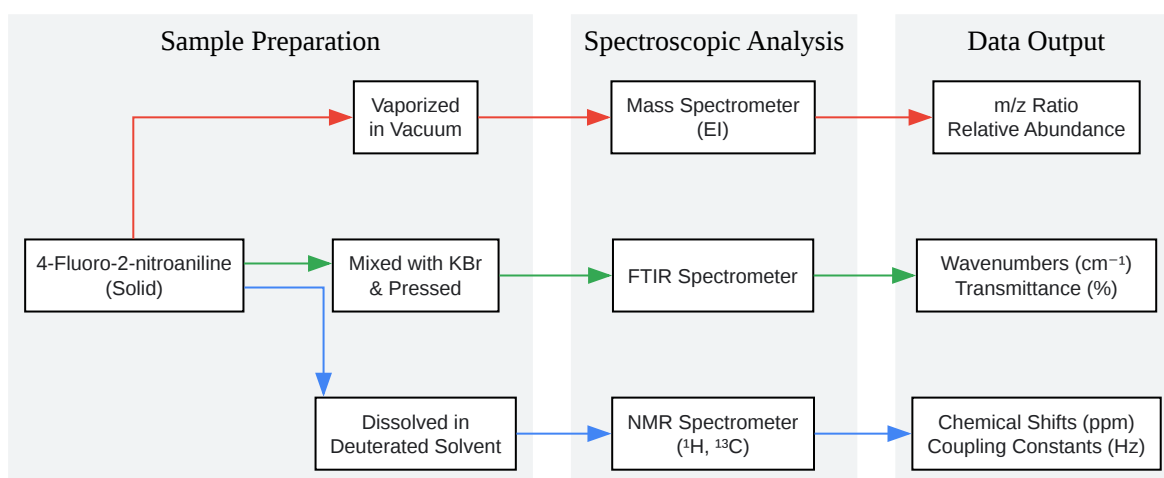 Sample Preparation
Spectroscopic Analysis
Data Output
Vaporized
in Vacuum
Mass Spectrometer
(EI)
m/z Ratio
Relative Abundance
4-Fluoro-2-nitroaniline
(Solid)
Mixed with KBr
& Pressed
FTIR Spectrometer
Wavenumbers (cm⁻¹)
Transmittance (%)
Dissolved in
Deuterated Solvent
NMR Spectrometer
(¹H, ¹³C)
Chemical Shifts (ppm)
Coupling Constants (Hz)